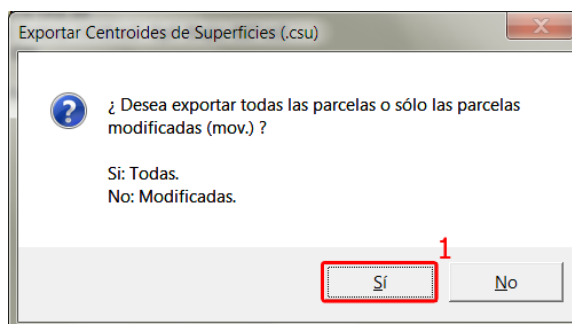 Exportar Centroides de Superficies (.csu)
¿ Desea exportar todas las parcelas o sólo las parcelas
modificadas (mov.) ?
Si: Todas.
No: Modificadas.
1
Sí
No